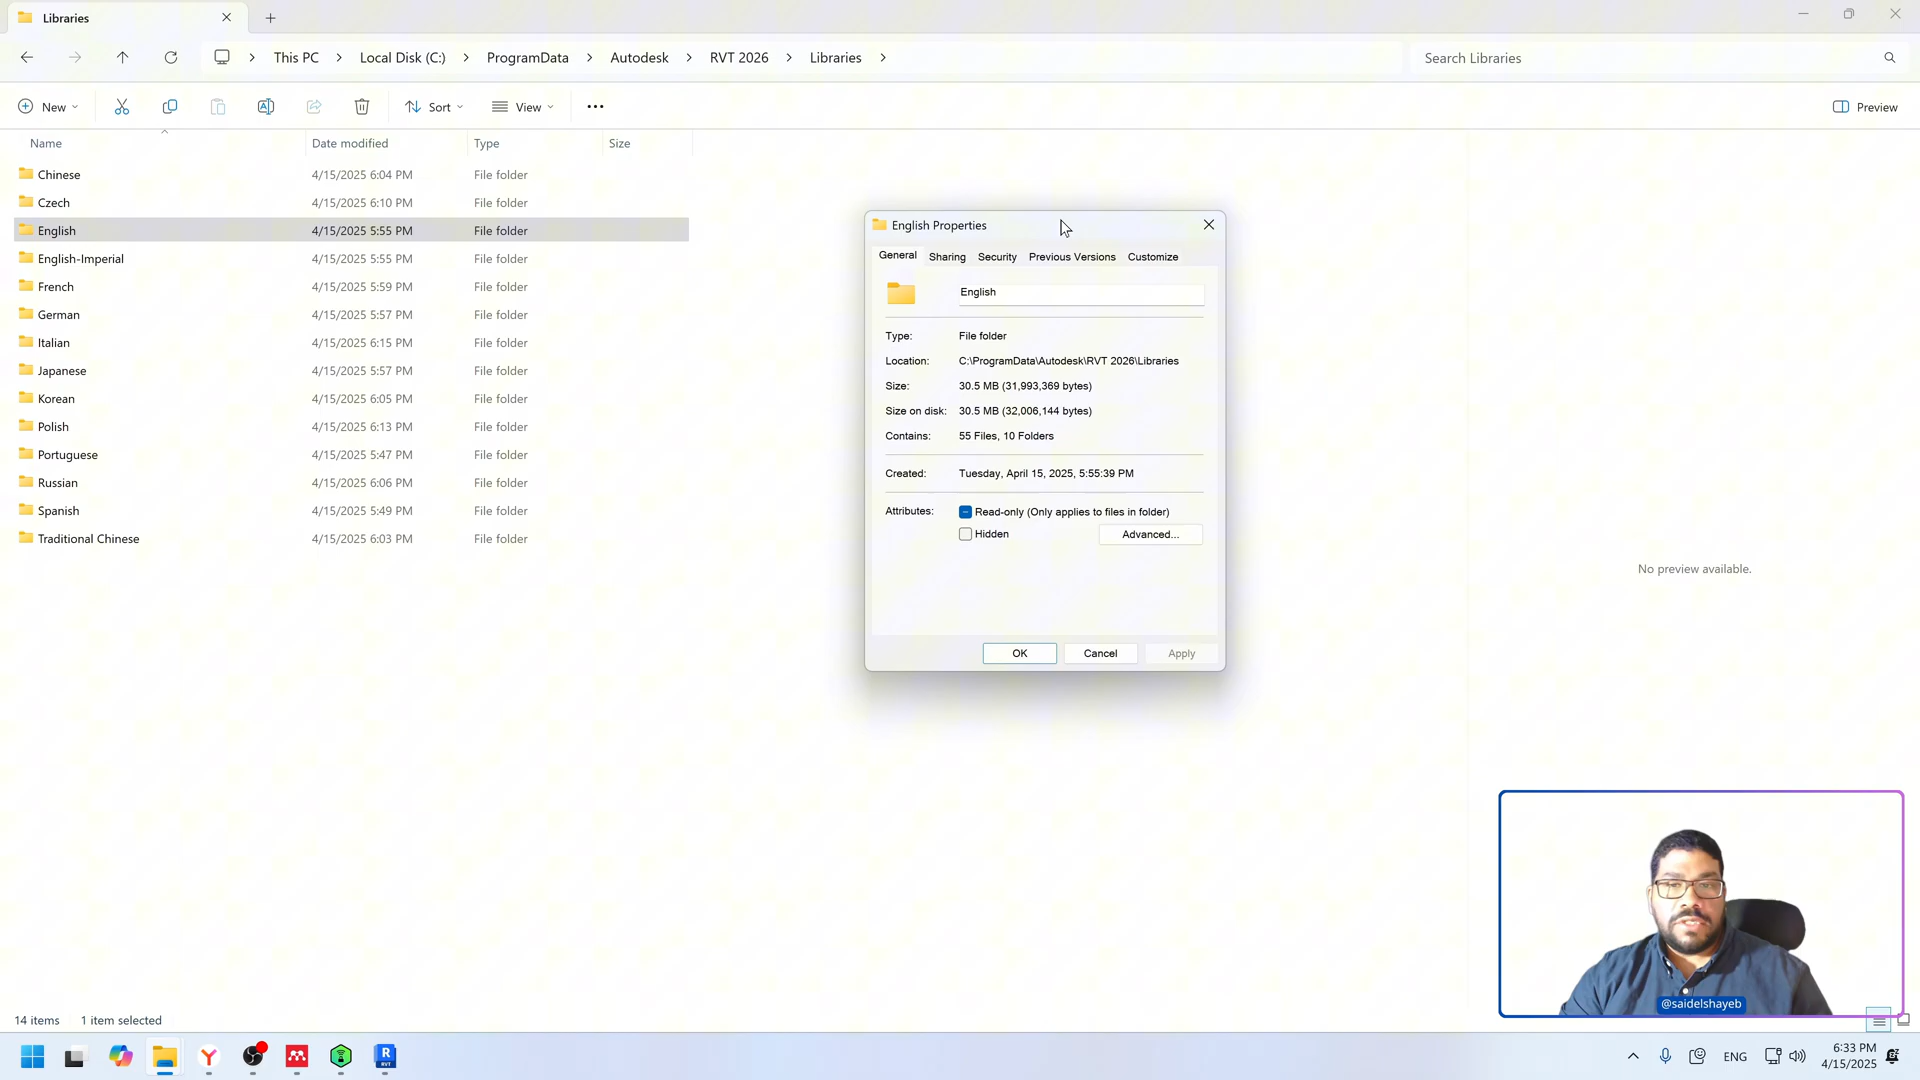 Libraries
This PC Local Disk (C:) ProgramData Autodesk RVT 2026 Libraries
Search Libraries
New Sort View Preview
Name Date modified Type Size
Chinese 4/15/2025 6:04 PM File folder
Czech 4/15/2025 6:10 PM File folder
English 4/15/2025 5:55 PM File folder
English-Imperial 4/15/2025 5:55 PM File folder
French 4/15/2025 5:59 PM File folder
German 4/15/2025 5:57 PM File folder
Italian 4/15/2025 6:15 PM File folder
Japanese 4/15/2025 5:57 PM File folder
Korean 4/15/2025 6:05 PM File folder
Polish 4/15/2025 6:13 PM File folder
Portuguese 4/15/2025 5:47 PM File folder
Russian 4/15/2025 6:06 PM File folder
Spanish 4/15/2025 5:49 PM File folder
Traditional Chinese 4/15/2025 6:03 PM File folder
English Properties
General Sharing Security Previous Versions Customize
English
Type: File folder
Location: C:\ProgramData\Autodesk\RVT 2026\Libraries
Size: 30.5 MB (31,993,369 bytes)
Size on disk: 30.5 MB (32,006,144 bytes)
Contains: 55 Files, 10 Folders
Created: Tuesday, April 15, 2025, 5:55:39 PM
Attributes: Read-only (Only applies to files in folder)
Hidden Advanced...
OK Cancel Apply
No preview available.
@saidelshayeb
14 items 1 item selected
R
RVT
ENG
6:33 PM
4/15/2025